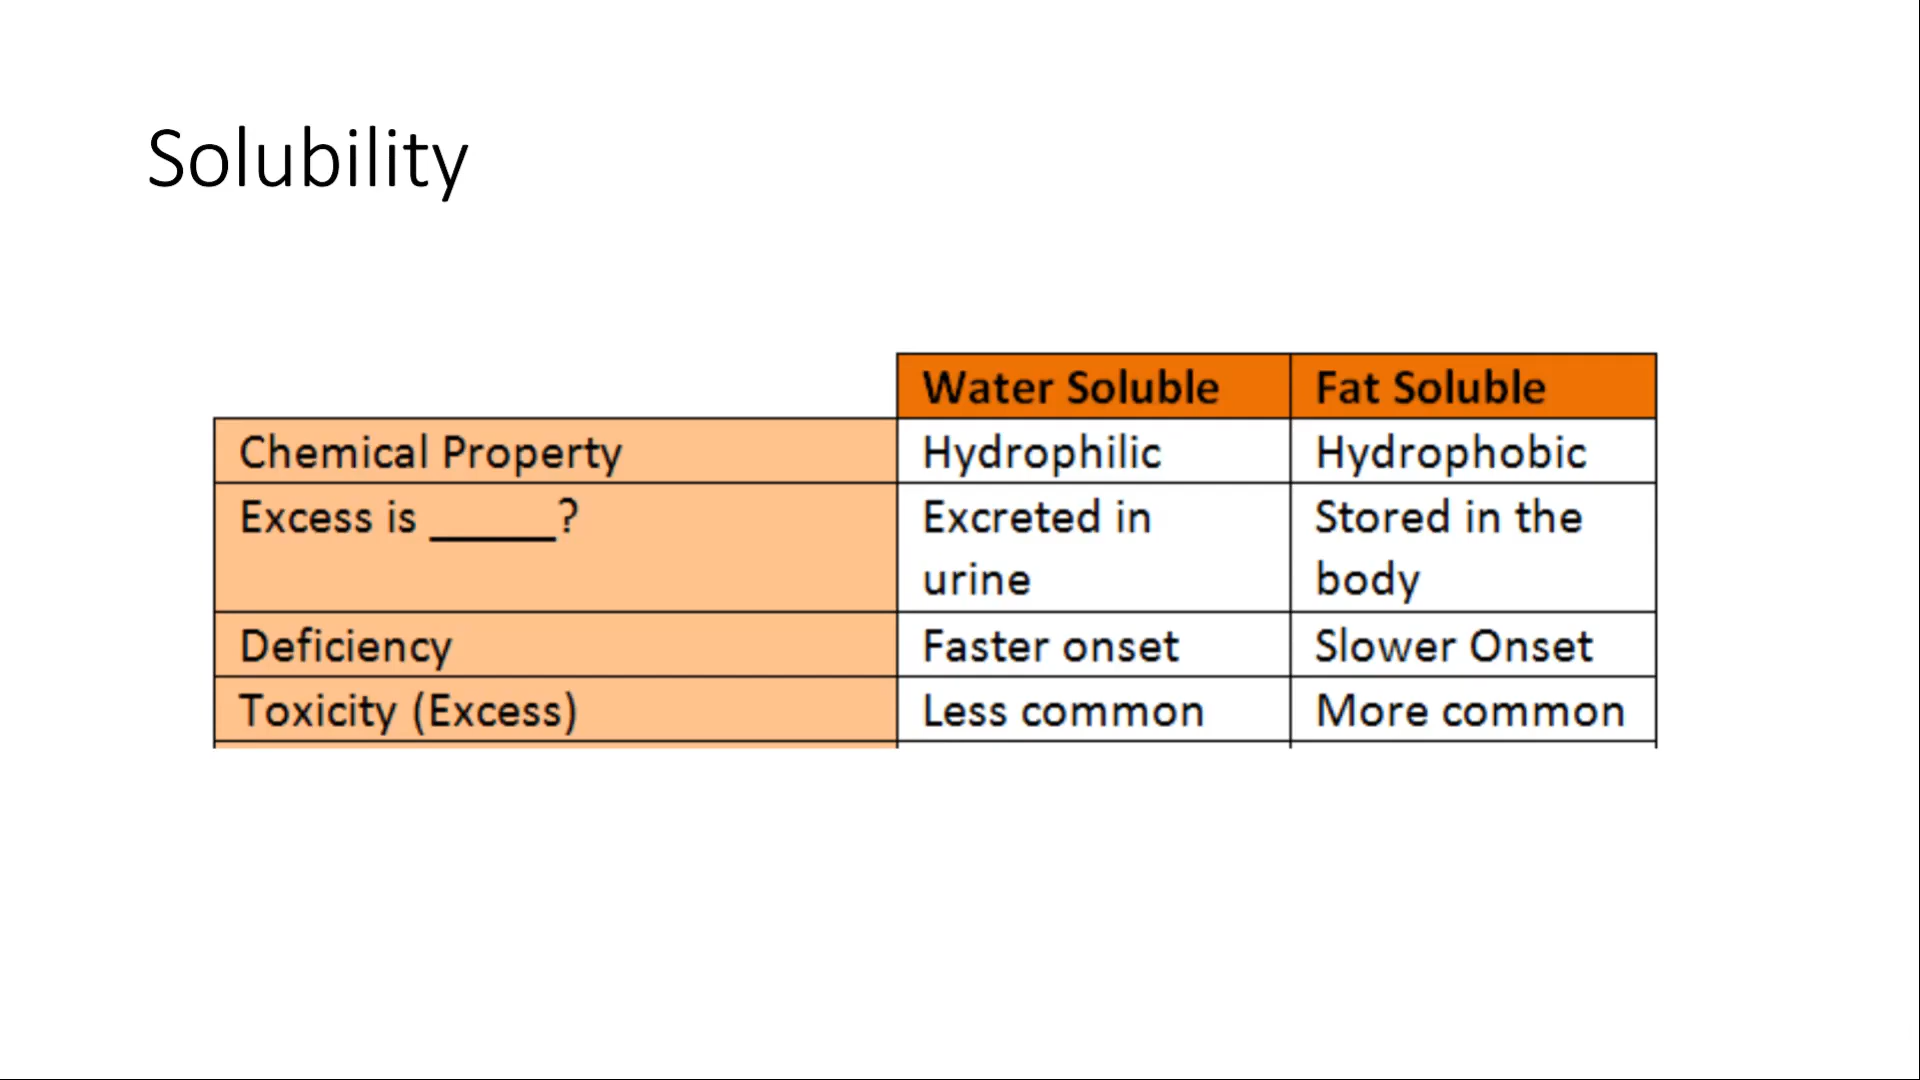 Solubility
Water Soluble Fat Soluble
Chemical Property Hydrophilic Hydrophobic
Excess is _____? Excreted in Stored in the
urine body
Deficiency Faster onset Slower Onset
Toxicity (Excess) Less common More common